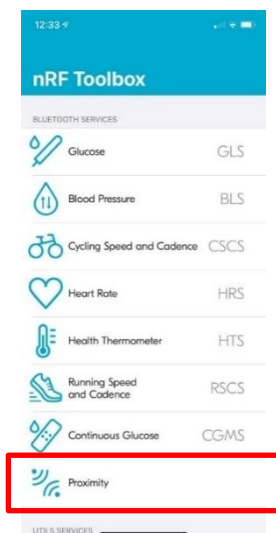 12:33
nRF Toolbox
BLUETOOTH SERVICES
Glucose GLS
Blood Pressure BLS
Cycling Speed and Cadence CSCS
Heart Rate HRS
Health Thermometer HTS
Running Speed
and Cadence RSCS
Continuous Glucose CGMS
Proximity
UTILS SERVICES